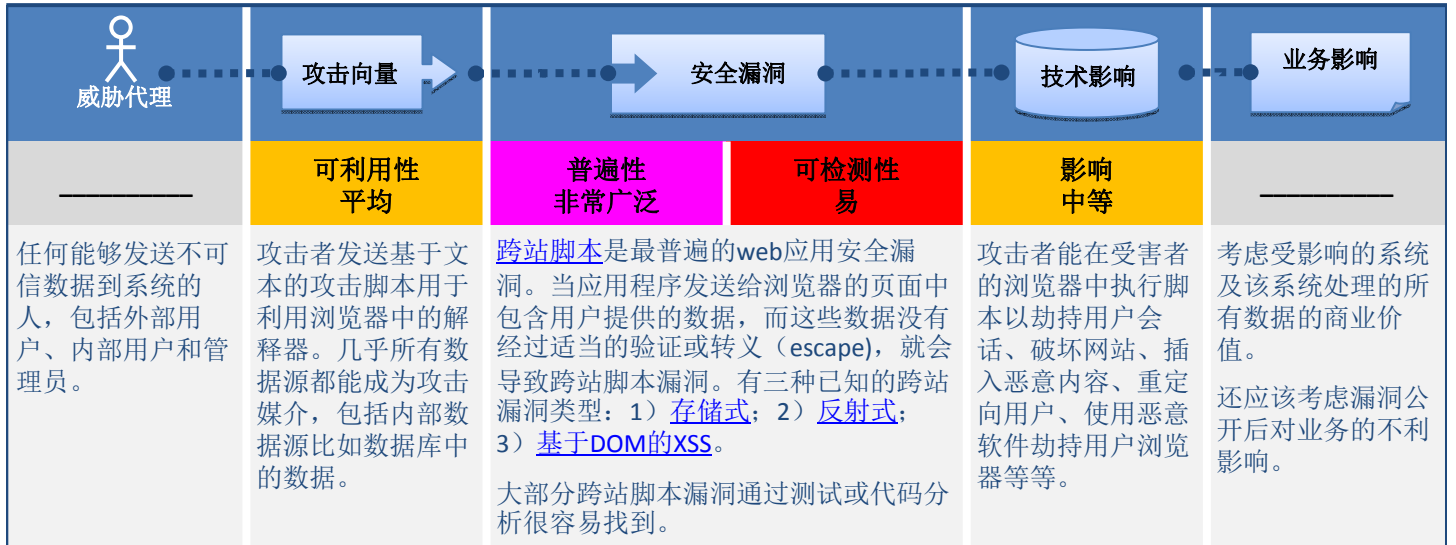 威胁代理
攻击向量
安全漏洞
技术影响
业务影响
__________
可利用性
平均
普遍性
非常广泛
可检测性
易
影响
中等
__________
任何能够发送不可
信数据到系统的
人，包括外部用
户、内部用户和管
理员。
攻击者发送基于文
本的攻击脚本用于
利用浏览器中的解
释器。几乎所有数
据源都能成为攻击
媒介，包括内部数
据源比如数据库中
的数据。
跨站脚本是最普遍的web应用安全漏
洞。当应用程序发送给浏览器的页面中
包含用户提供的数据，而这些数据没有
经过适当的验证或转义（escape)，就会
导致跨站脚本漏洞。有三种已知的跨站
漏洞类型：1）存储式；2）反射式；
3）基于DOM的XSS。
大部分跨站脚本漏洞通过测试或代码分
析很容易找到。
攻击者能在受害者
的浏览器中执行脚
本以劫持用户会
话、破坏网站、插
入恶意内容、重定
向用户、使用恶意
软件劫持用户浏览
器等等。
考虑受影响的系统
及该系统处理的所
有数据的商业价
值。
还应该考虑漏洞公
开后对业务的不利
影响。